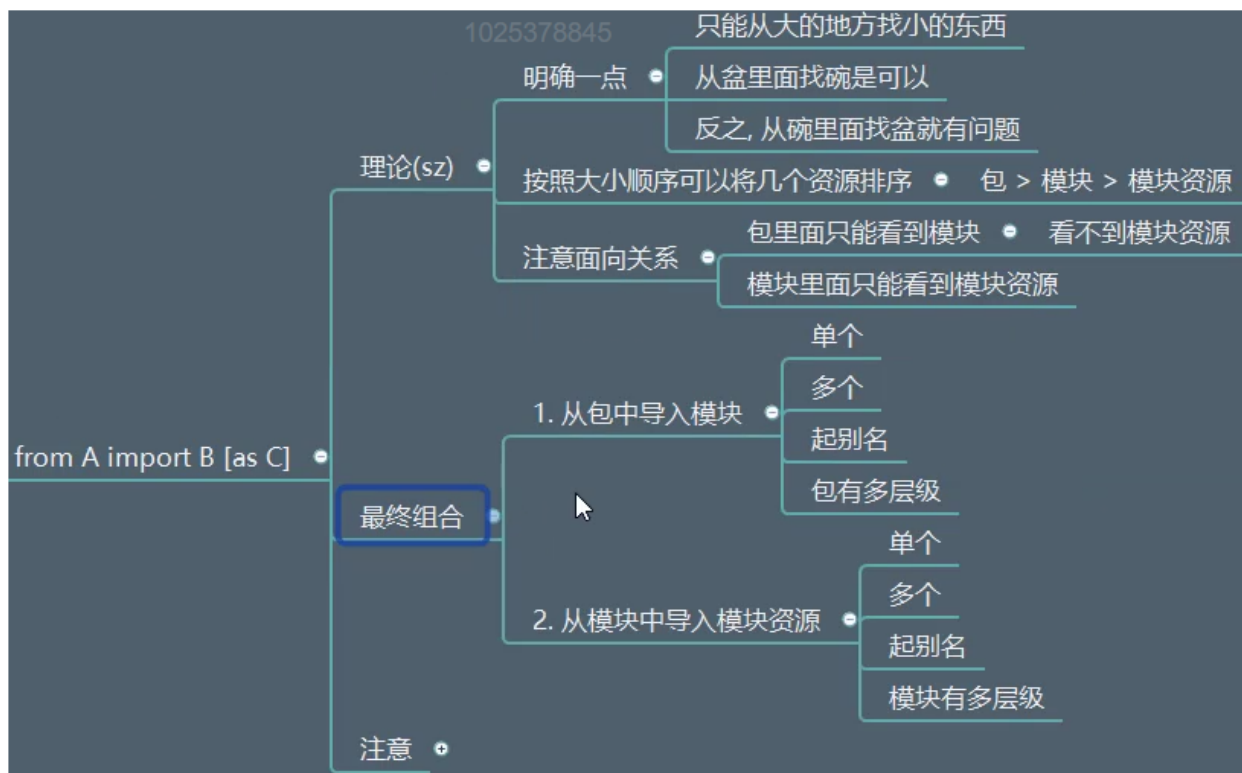 1025378845
只能从大的地方找小的东西
明确一点
从盆里面找碗是可以
反之, 从碗里面找盆就有问题
理论(sz)
按照大小顺序可以将几个资源排序 包 > 模块 > 模块资源
包里面只能看到模块 看不到模块资源
注意面向关系
模块里面只能看到模块资源
单个
多个
1. 从包中导入模块
起别名
from A import B [as C]
包有多层级
最终组合
单个
多个
2. 从模块中导入模块资源
起别名
模块有多层级
注意